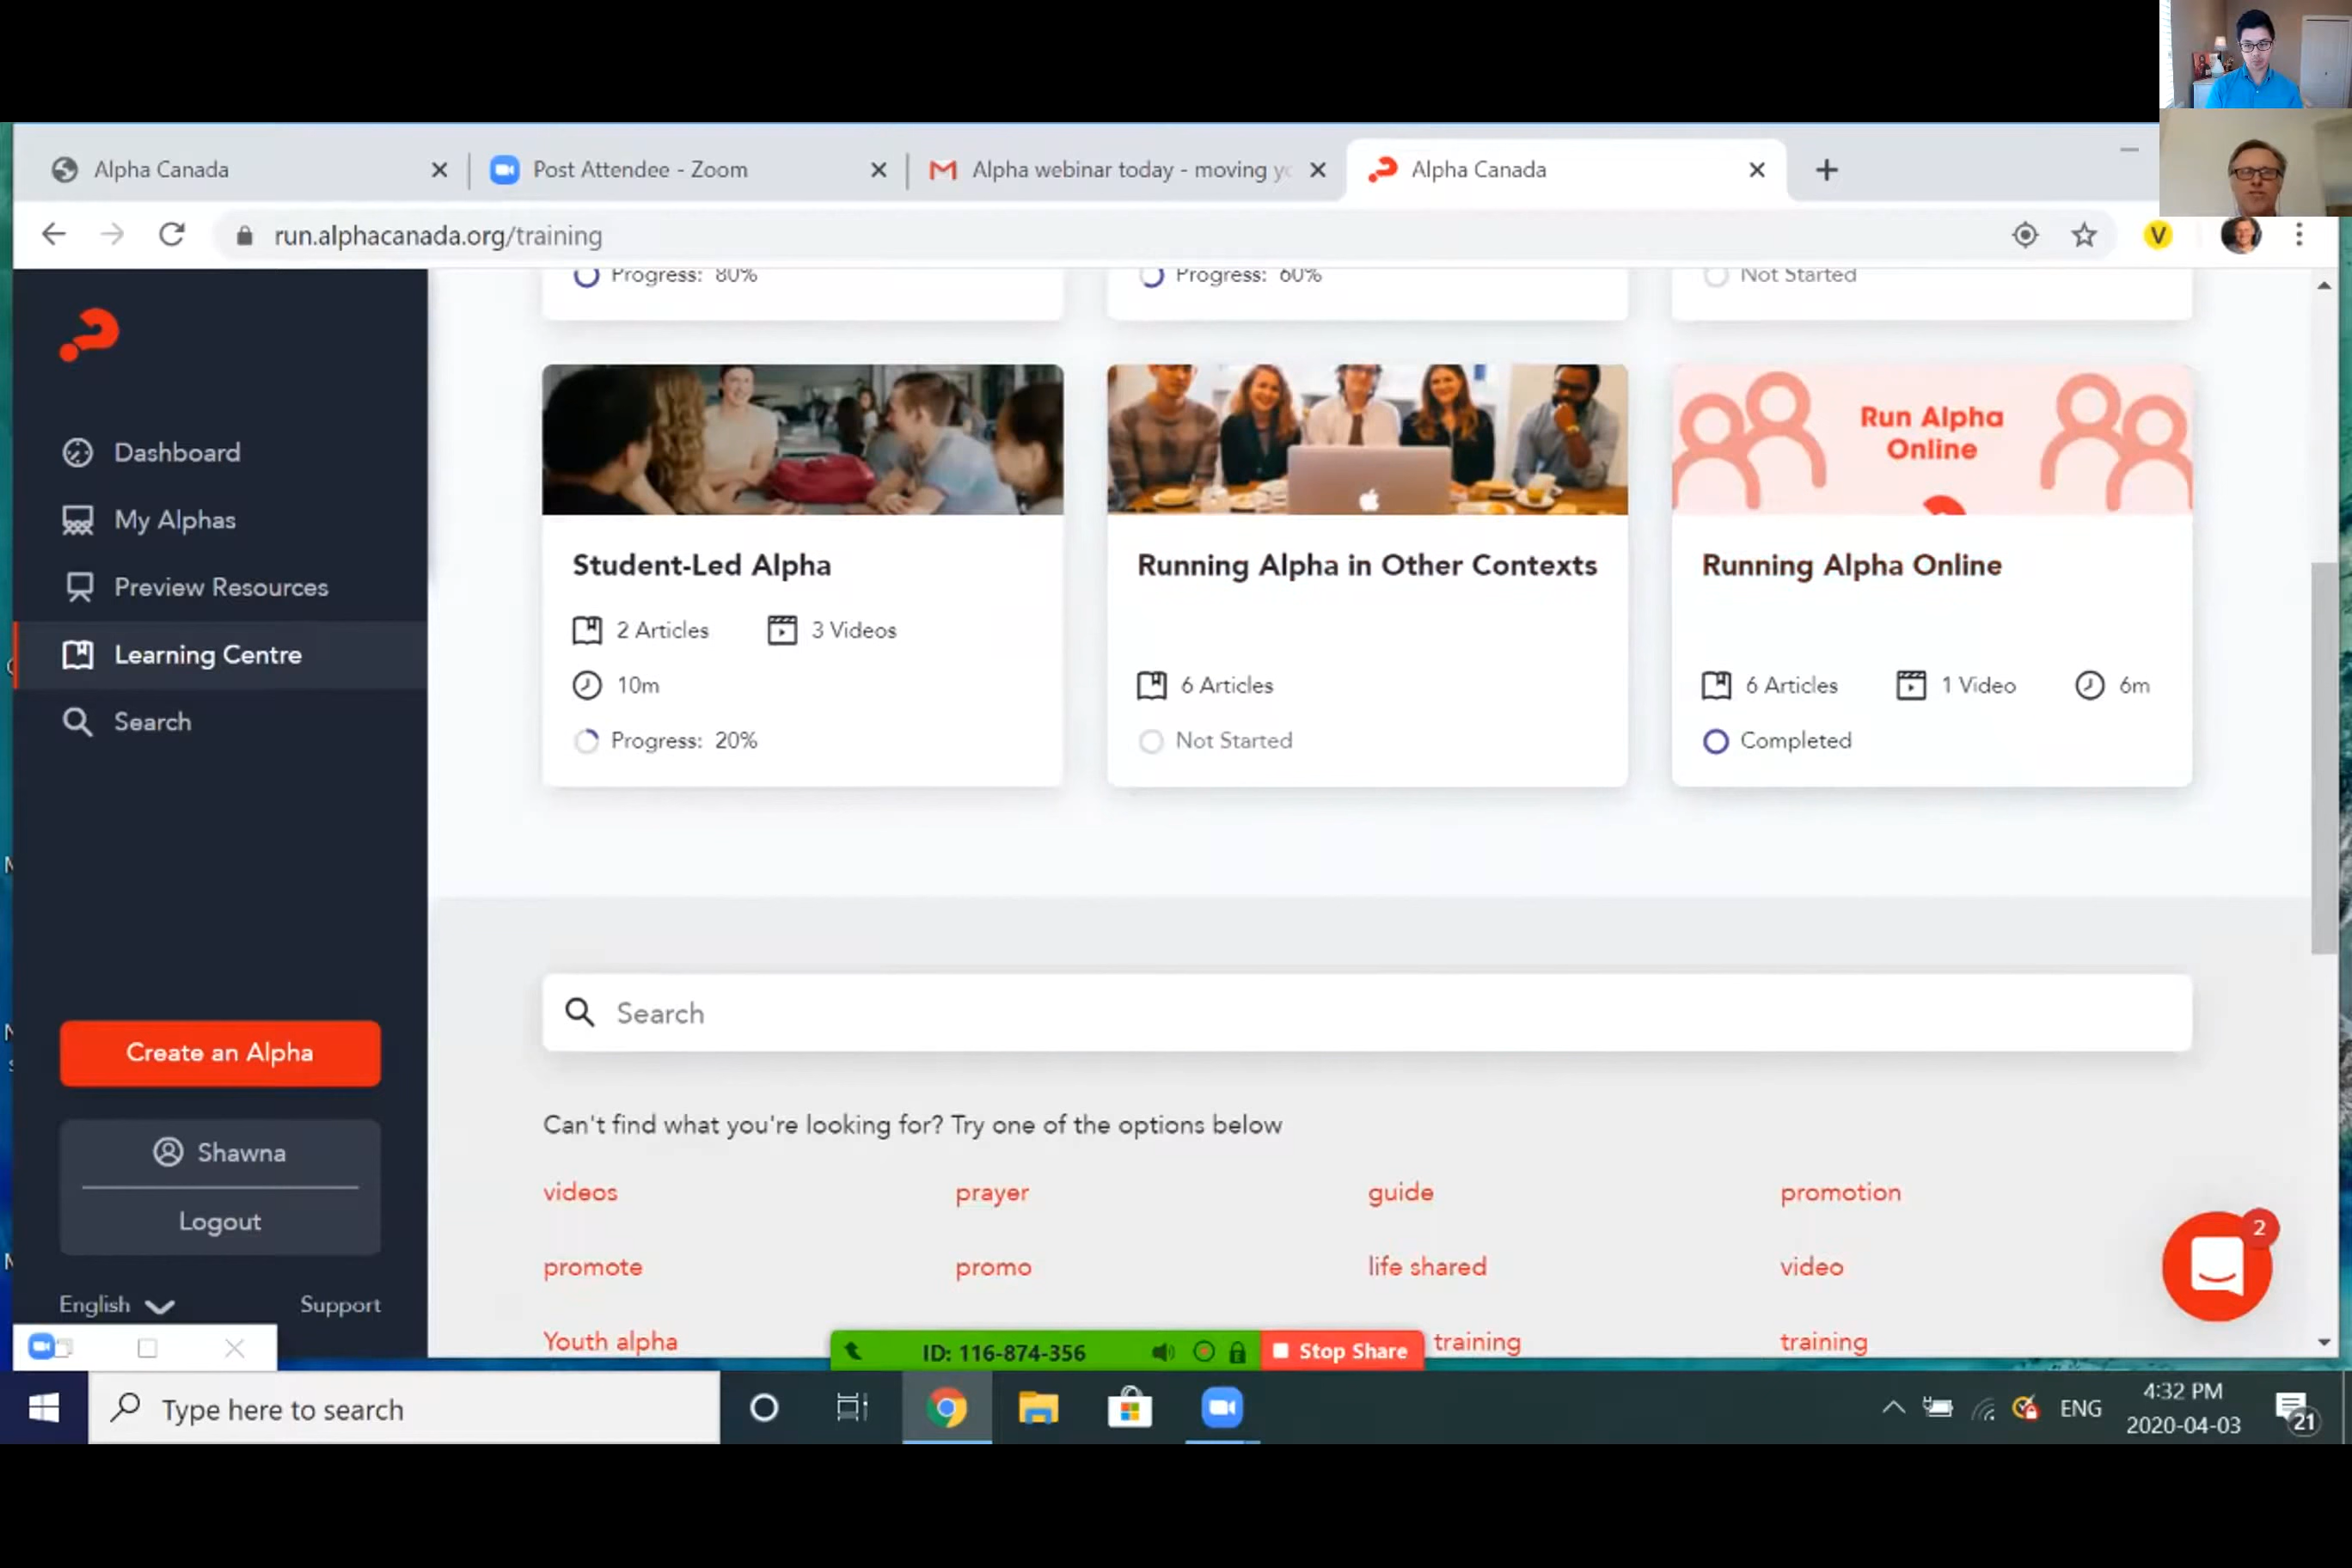 Alpha Canada
Post Attendee - Zoom
Alpha webinar today - moving yo
Alpha Canada
run.alphacanada.org/training
V
Progress: 80%
Progress: 60%
Not Started
Dashboard
My Alphas
Preview Resources
Learning Centre
Search
Run Alpha
Online
Student-Led Alpha
2 Articles
3 Videos
10m
Progress: 20%
Running Alpha in Other Contexts
6 Articles
Not Started
Running Alpha Online
6 Articles
1 Video
6m
Completed
Search
Can't find what you're looking for? Try one of the options below
videos
prayer
guide
promotion
promote
promo
life shared
video
Youth alpha
training
training
Create an Alpha
Shawna
Logout
English
Support
2
ID: 116-874-356
Stop Share
Type here to search
ENG
4:32 PM
2020-04-03
21